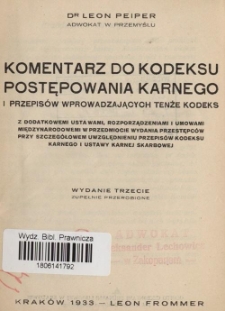 DR LEON PEIPER
ADWOKAT W PRZEMYŚLU
KOMENTARZ DO KODEKSU
POSTĘPOWANIA KARNEGO
I PRZEPISÓW WPROWADZAJĄCYCH TENŻE KODEKS
Z DODATKOWEMI USTAWAMI, ROZPORZĄDZENIAMI I UMOWAMI
MIĘDZYNARODOWEMI W PRZEDMIOCIE WYDANIA PRZESTĘPCÓW
PRZY SZCZEGÓŁOWEM UWZGLĘDNIENIU PRZEPISÓW KODEKSU
KARNEGO I USTAWY KARNEJ SKARBOWEJ
WYDANIE TRZECIE
ZUPEŁNIE PRZEROBIONE
Wydz. Bibl. Prawnicza
1806141792
ADWOKAT
KRAKÓW 1933 — LEON FROMMER